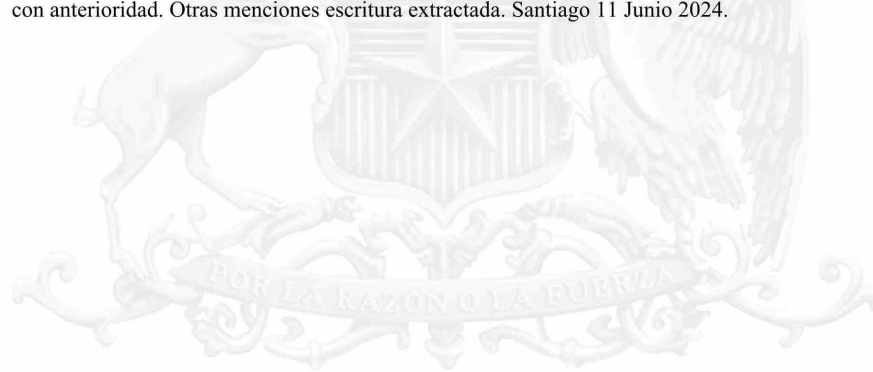 con anterioridad. Otras menciones escritura extractada. Santiago 11 Junio 2024.
POR LA RAZON O LA FUERZA